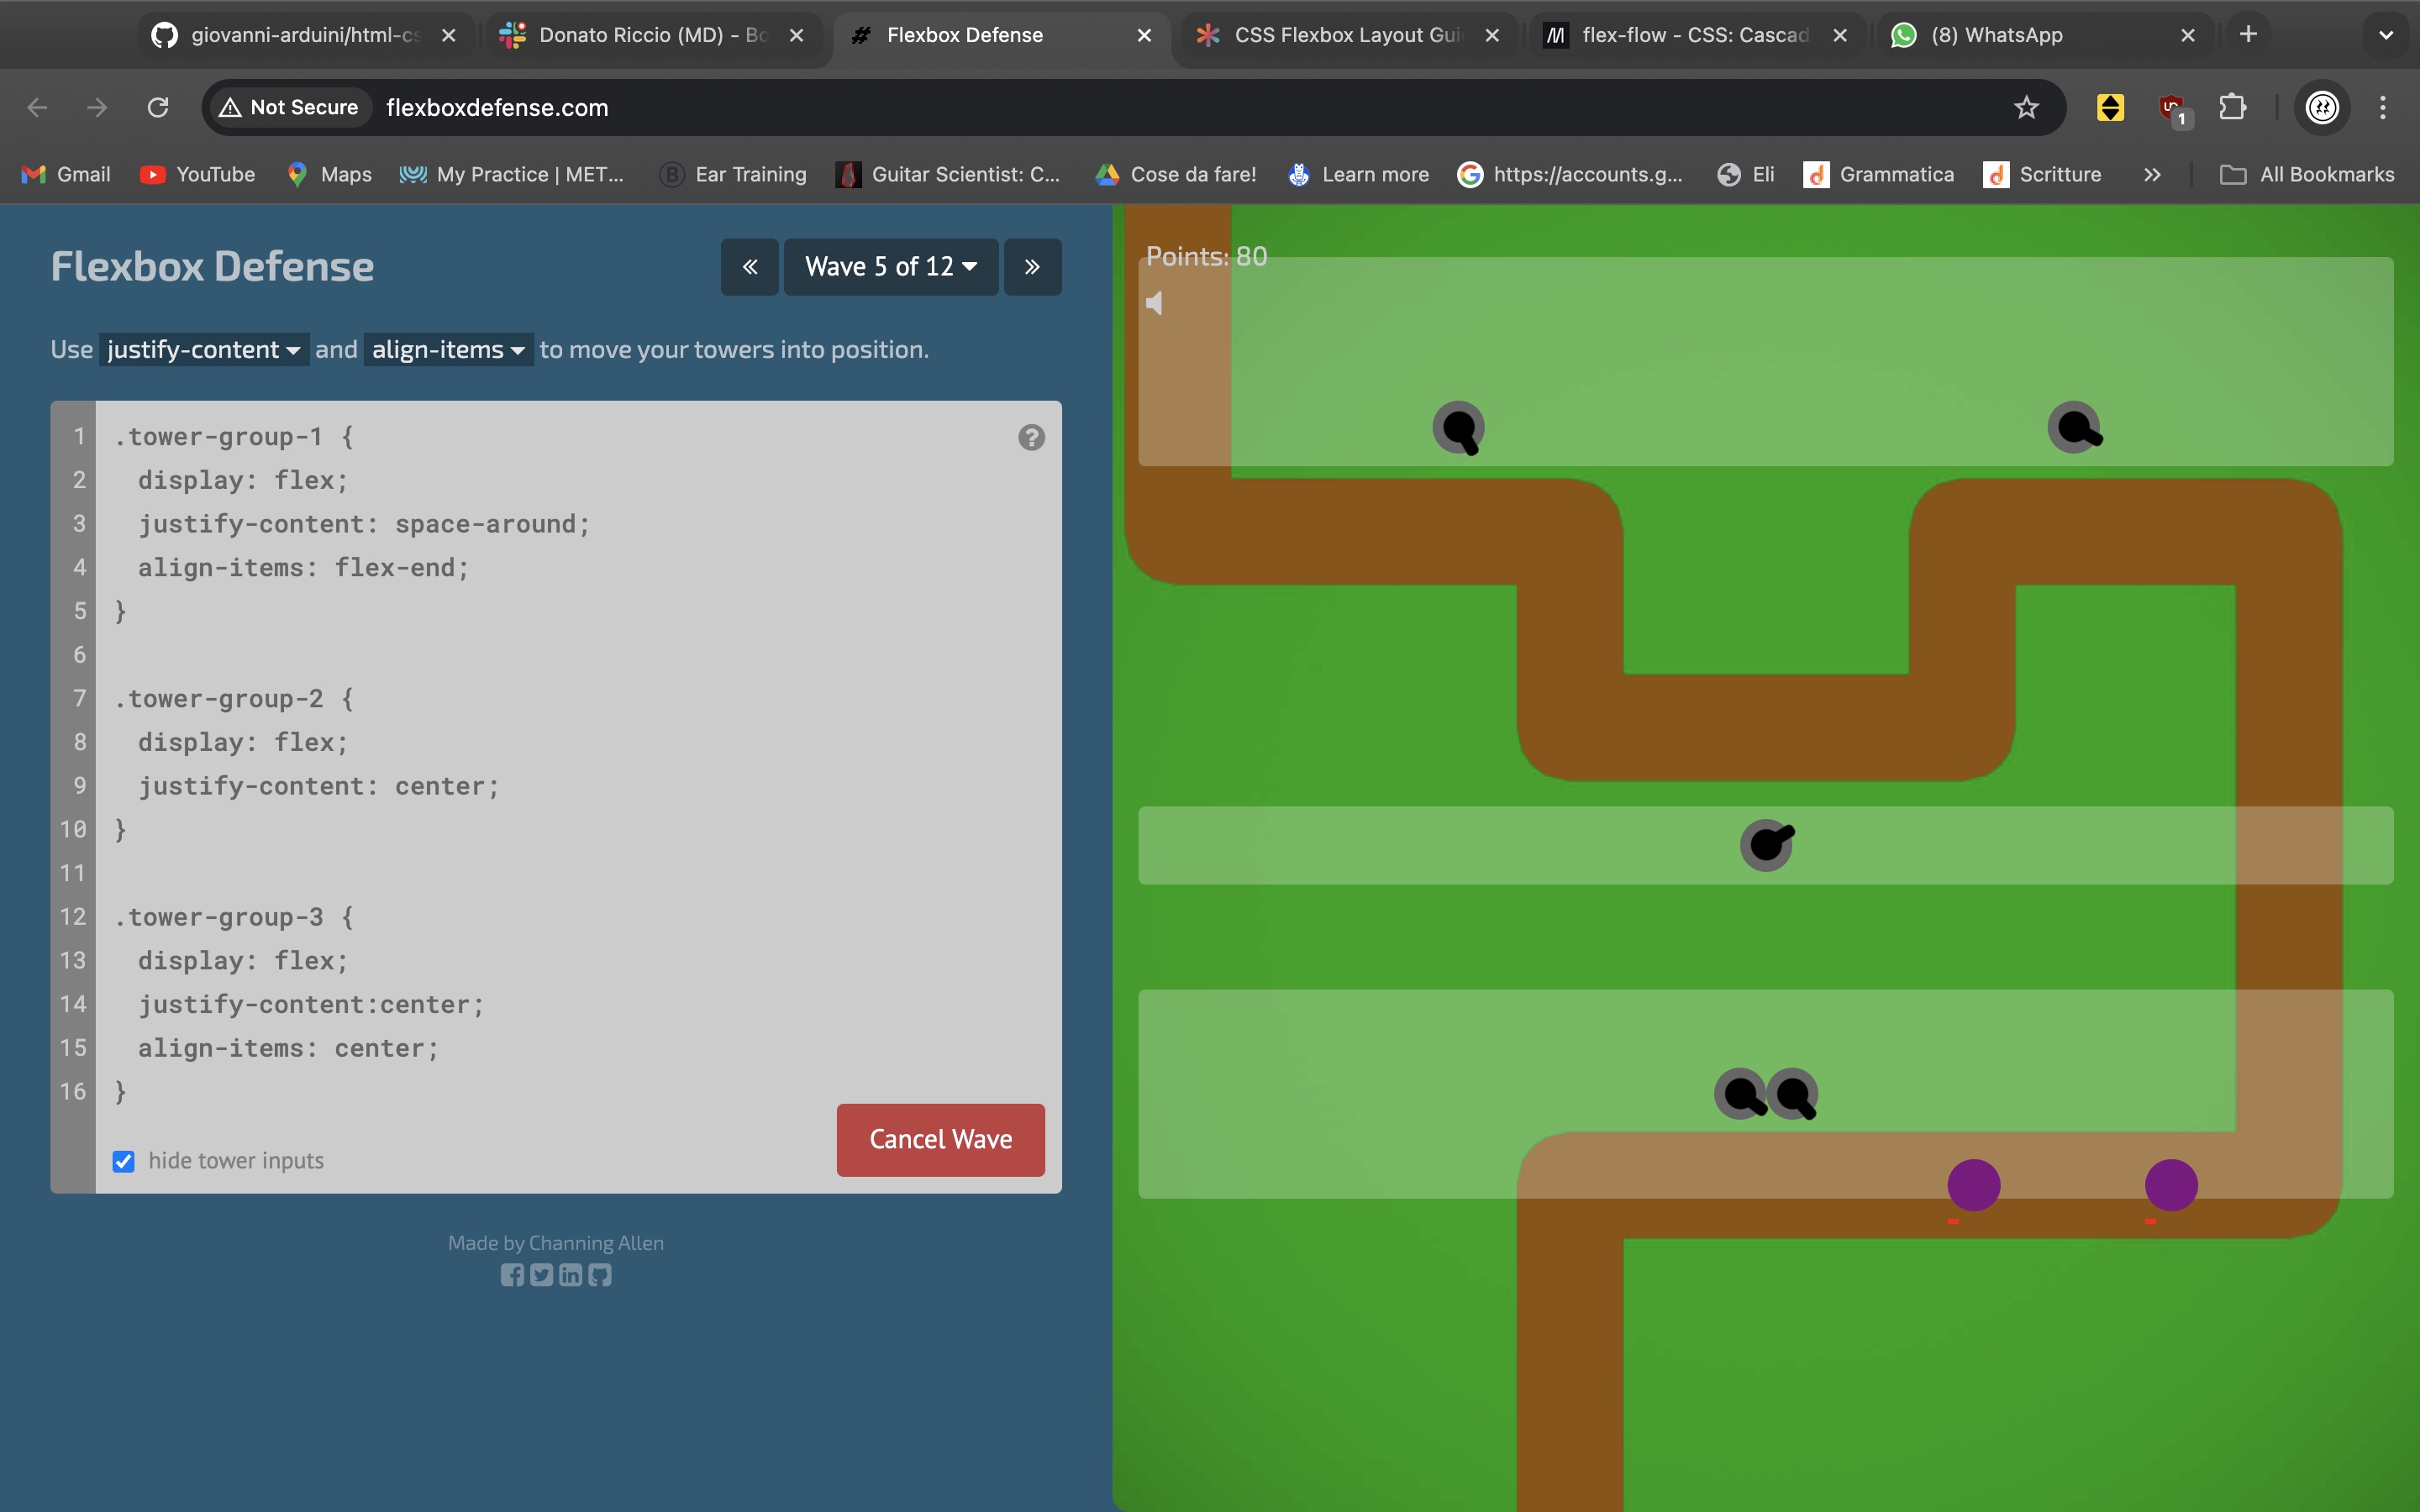 giovanni-arduini/html-cs
Donato Riccio (MD) - Bo
Flexbox Defense
CSS Flexbox Layout Gui
flex-flow - CSS: Cascad
(8) WhatsApp
Not Secure
flexboxdefense.com
1
Gmail
YouTube
Maps
My Practice | MET...
Ear Training
Guitar Scientist: C...
Cose da fare!
Learn more
https://accounts.g...
Eli
Grammatica
Scritture
All Bookmarks
Flexbox Defense
Wave 5 of 12
Use justify-content and align-items to move your towers into position.
1 .tower-group-1 {
2 display: flex;
3 justify-content: space-around;
4 align-items: flex-end;
5 }
6
7 .tower-group-2 {
8 display: flex;
9 justify-content: center;
10 }
11
12 .tower-group-3 {
13 display: flex;
14 justify-content:center;
15 align-items: center;
16 }
Cancel Wave
hide tower inputs
Made by Channing Allen
Points: 80